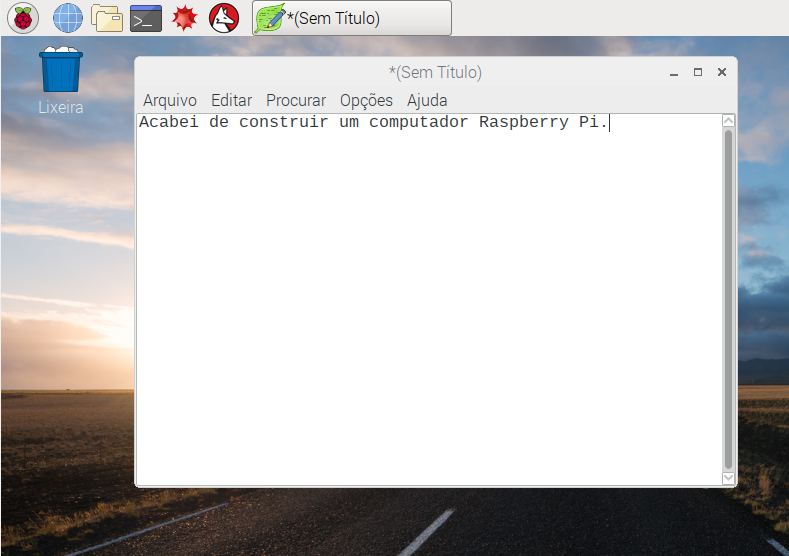 *(Sem Título)
Lixeira
*(Sem Título)
Arquivo Editar Procurar Opções Ajuda
Acabei de construir um computador Raspberry Pi.